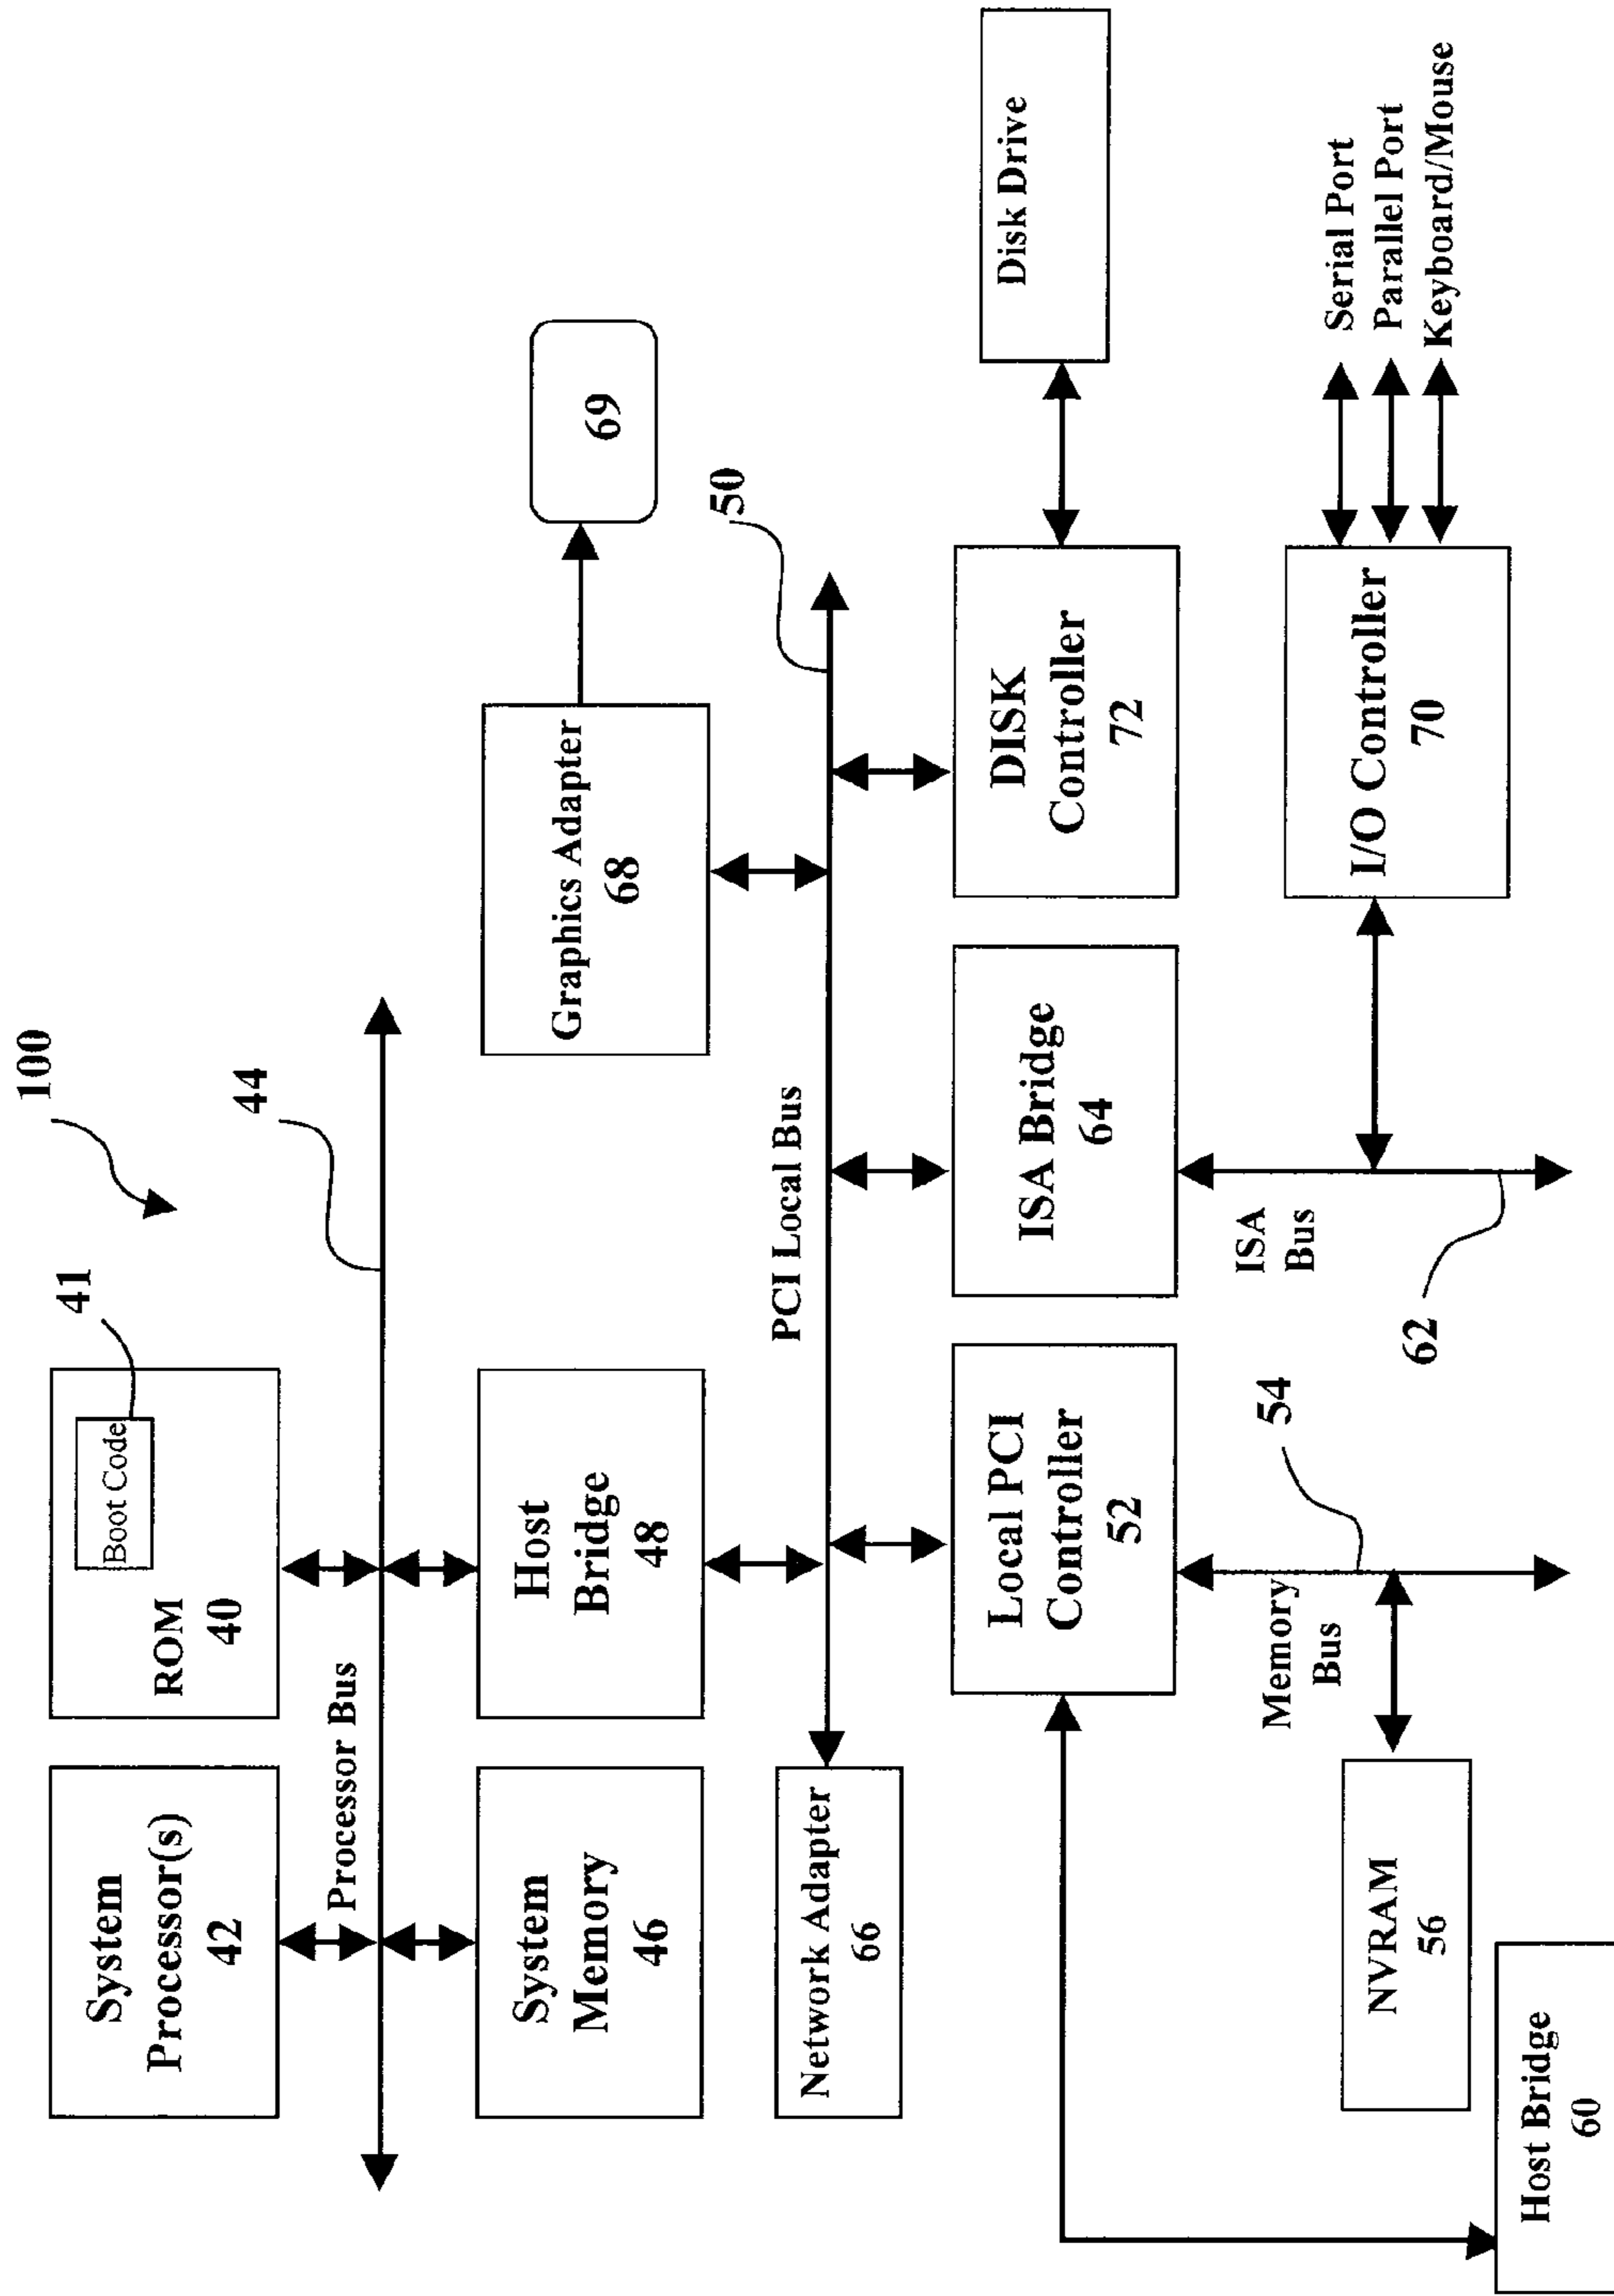 100
System
Processor(s)
42
ROM
40
Boot Code
41
Processor Bus
44
System
Memory
46
Host
Bridge
48
Graphics Adapter
68
69
Network Adapter
66
PCI Local Bus
50
Local PCI
Controller
52
ISA Bridge
64
DISK
Controller
72
Disk Drive
Memory
Bus
54
ISA
Bus
62
I/O Controller
70
Serial Port
Parallel Port
Keyboard/Mouse
NVRAM
56
Host Bridge
60